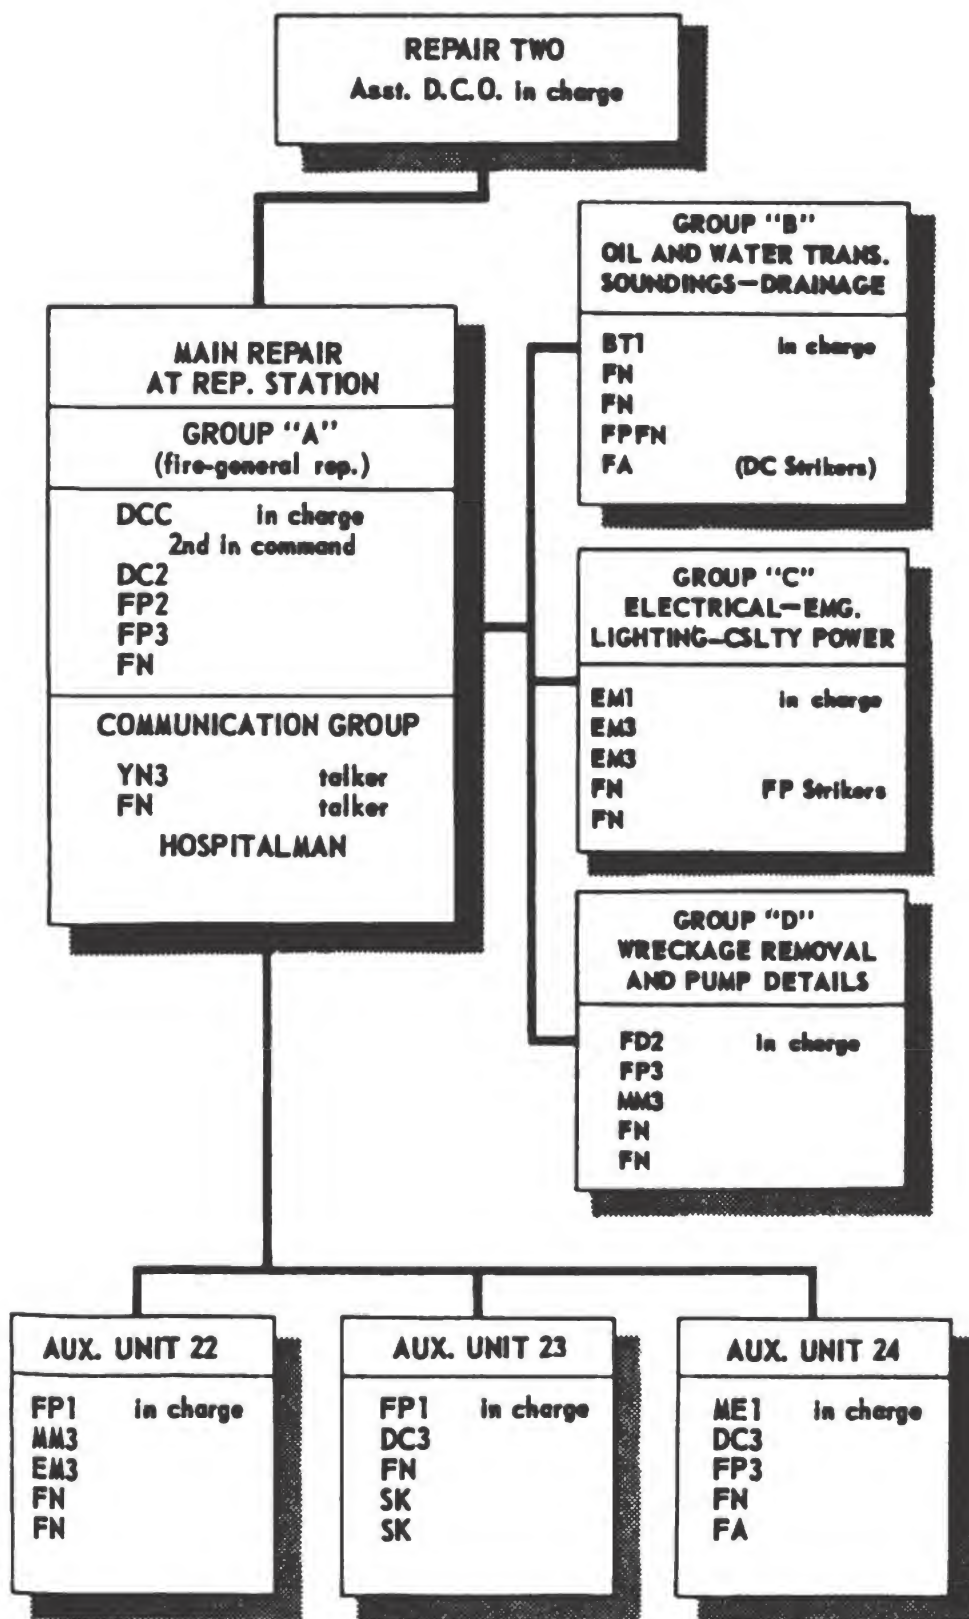 REPAIR TWO
Asst. D.C.O. in charge
MAIN REPAIR
AT REP. STATION
GROUP "A"
(fire-general rep.)
DCC in charge
2nd in command
DC2
FP2
FP3
FN
COMMUNICATION GROUP
YN3 talker
FN talker
HOSPITALMAN
GROUP "B"
OIL AND WATER TRANS.
SOUNDINGS—DRAINAGE
BT1 in charge
FN
FN
FPFN
FA (DC Strikers)
GROUP "C"
ELECTRICAL—EMG.
LIGHTING—CSLTY POWER
EM1 in charge
EM3
EM3
FN FP Strikers
FN
GROUP "D"
WRECKAGE REMOVAL
AND PUMP DETAILS
FD2 in charge
FP3
MM3
FN
FN
AUX. UNIT 22
FP1 in charge
MM3
EM3
FN
FN
AUX. UNIT 23
FP1 in charge
DC3
FN
SK
SK
AUX. UNIT 24
ME1 in charge
DC3
FP3
FN
FA